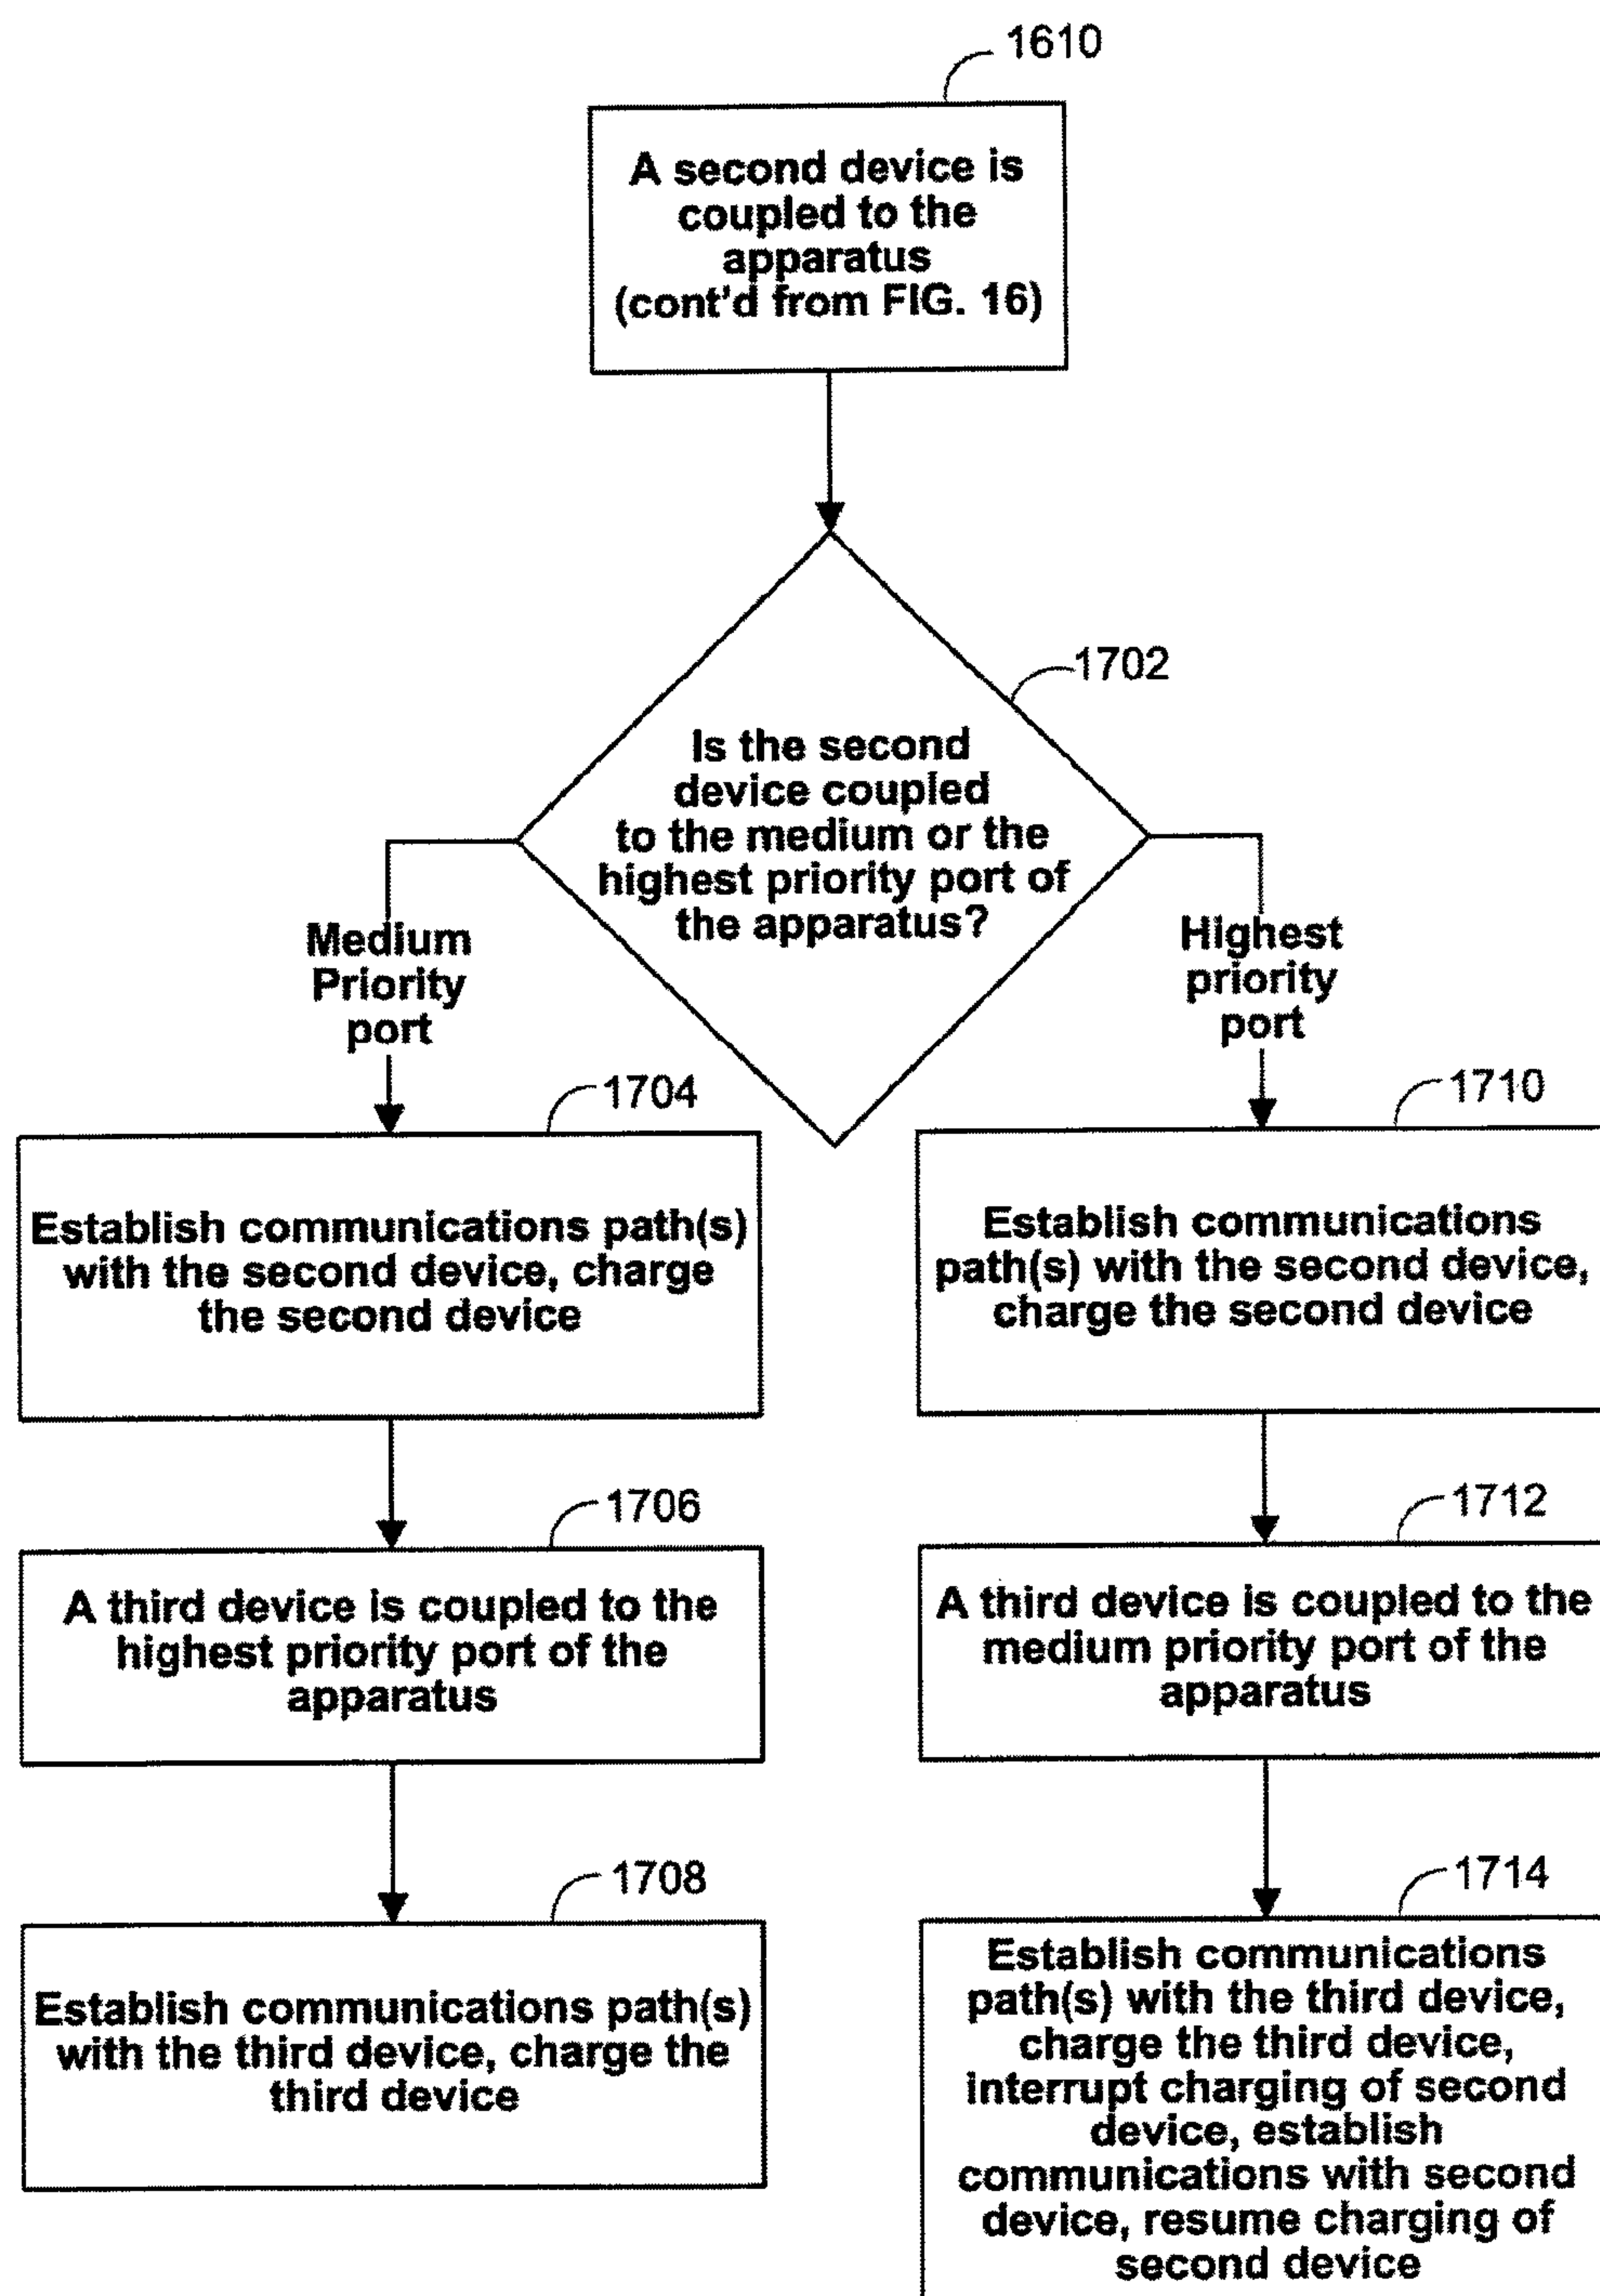 1610
A second device is
coupled to the
apparatus
(cont'd from FIG. 16)
1702
Is the second
device coupled
to the medium or the
highest priority port of
the apparatus?
Medium
Priority
port
Highest
priority
port
1704
Establish communications path(s)
with the second device, charge
the second device
1710
Establish communications
path(s) with the second device,
charge the second device
1706
A third device is coupled to the
highest priority port of the
apparatus
1712
A third device is coupled to the
medium priority port of the
apparatus
1708
Establish communications path(s)
with the third device, charge the
third device
1714
Establish communications
path(s) with the third device,
charge the third device,
interrupt charging of second
device, establish
communications with second
device, resume charging of
second device